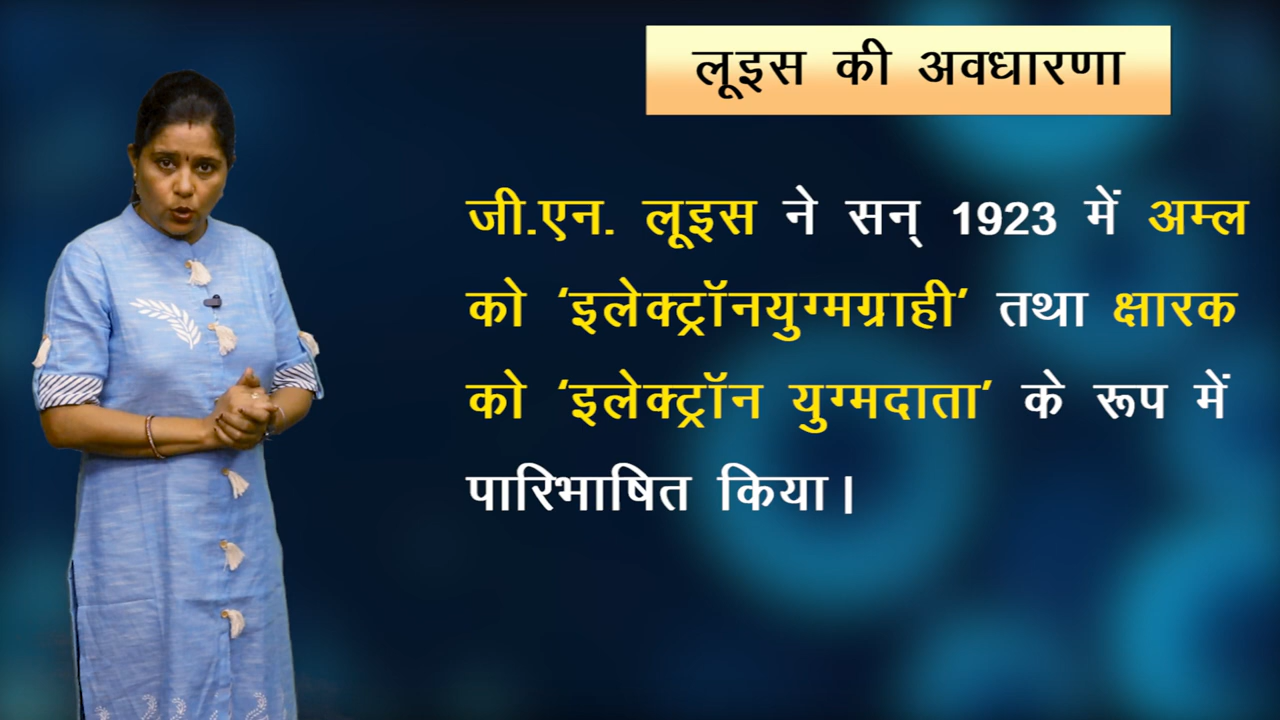 लूइस की अवधारणा
जी.एन. लूइस ने सन् 1923 में अम्ल
को ‘इलेक्ट्रॉनयुग्मग्राही’ तथा क्षारक
को ‘इलेक्ट्रॉन युग्मदाता’ के रूप में
पारिभाषित किया।